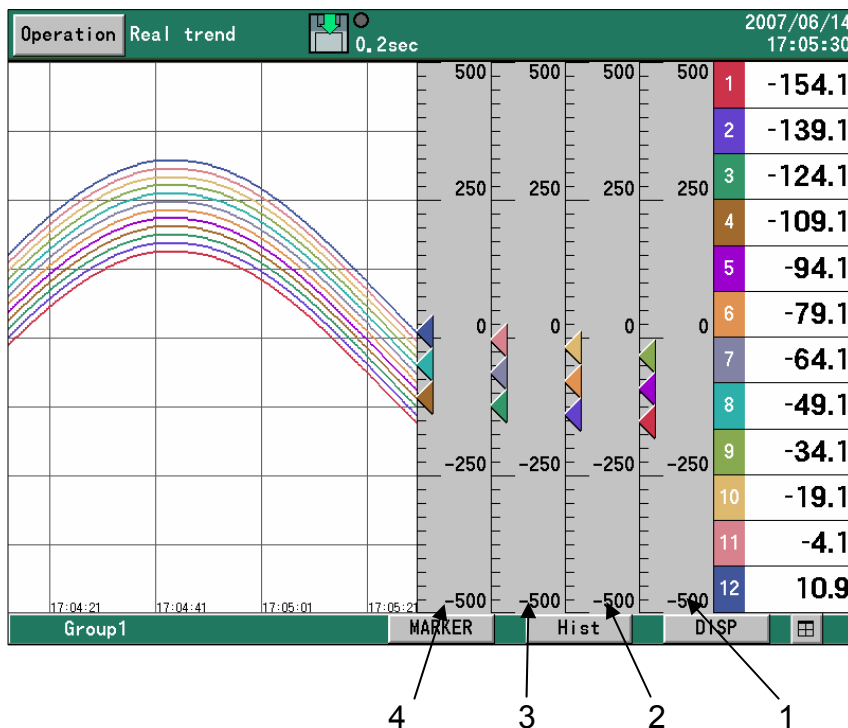 Operation Real trend 0.2sec 2007/06/14
17:05:30
500 500 500 500
250 250 250 250
0 0 0 0
-250 -250 -250 -250
-500 -500 -500 -500
1 -154.1
2 -139.1
3 -124.1
4 -109.1
5 -94.1
6 -79.1
7 -64.1
8 -49.1
9 -34.1
10 -19.1
11 -4.1
12 10.9
17:04:21 17:04:41 17:05:01 17:05:21
Group1 MARKER Hist DISP
4 3 2 1